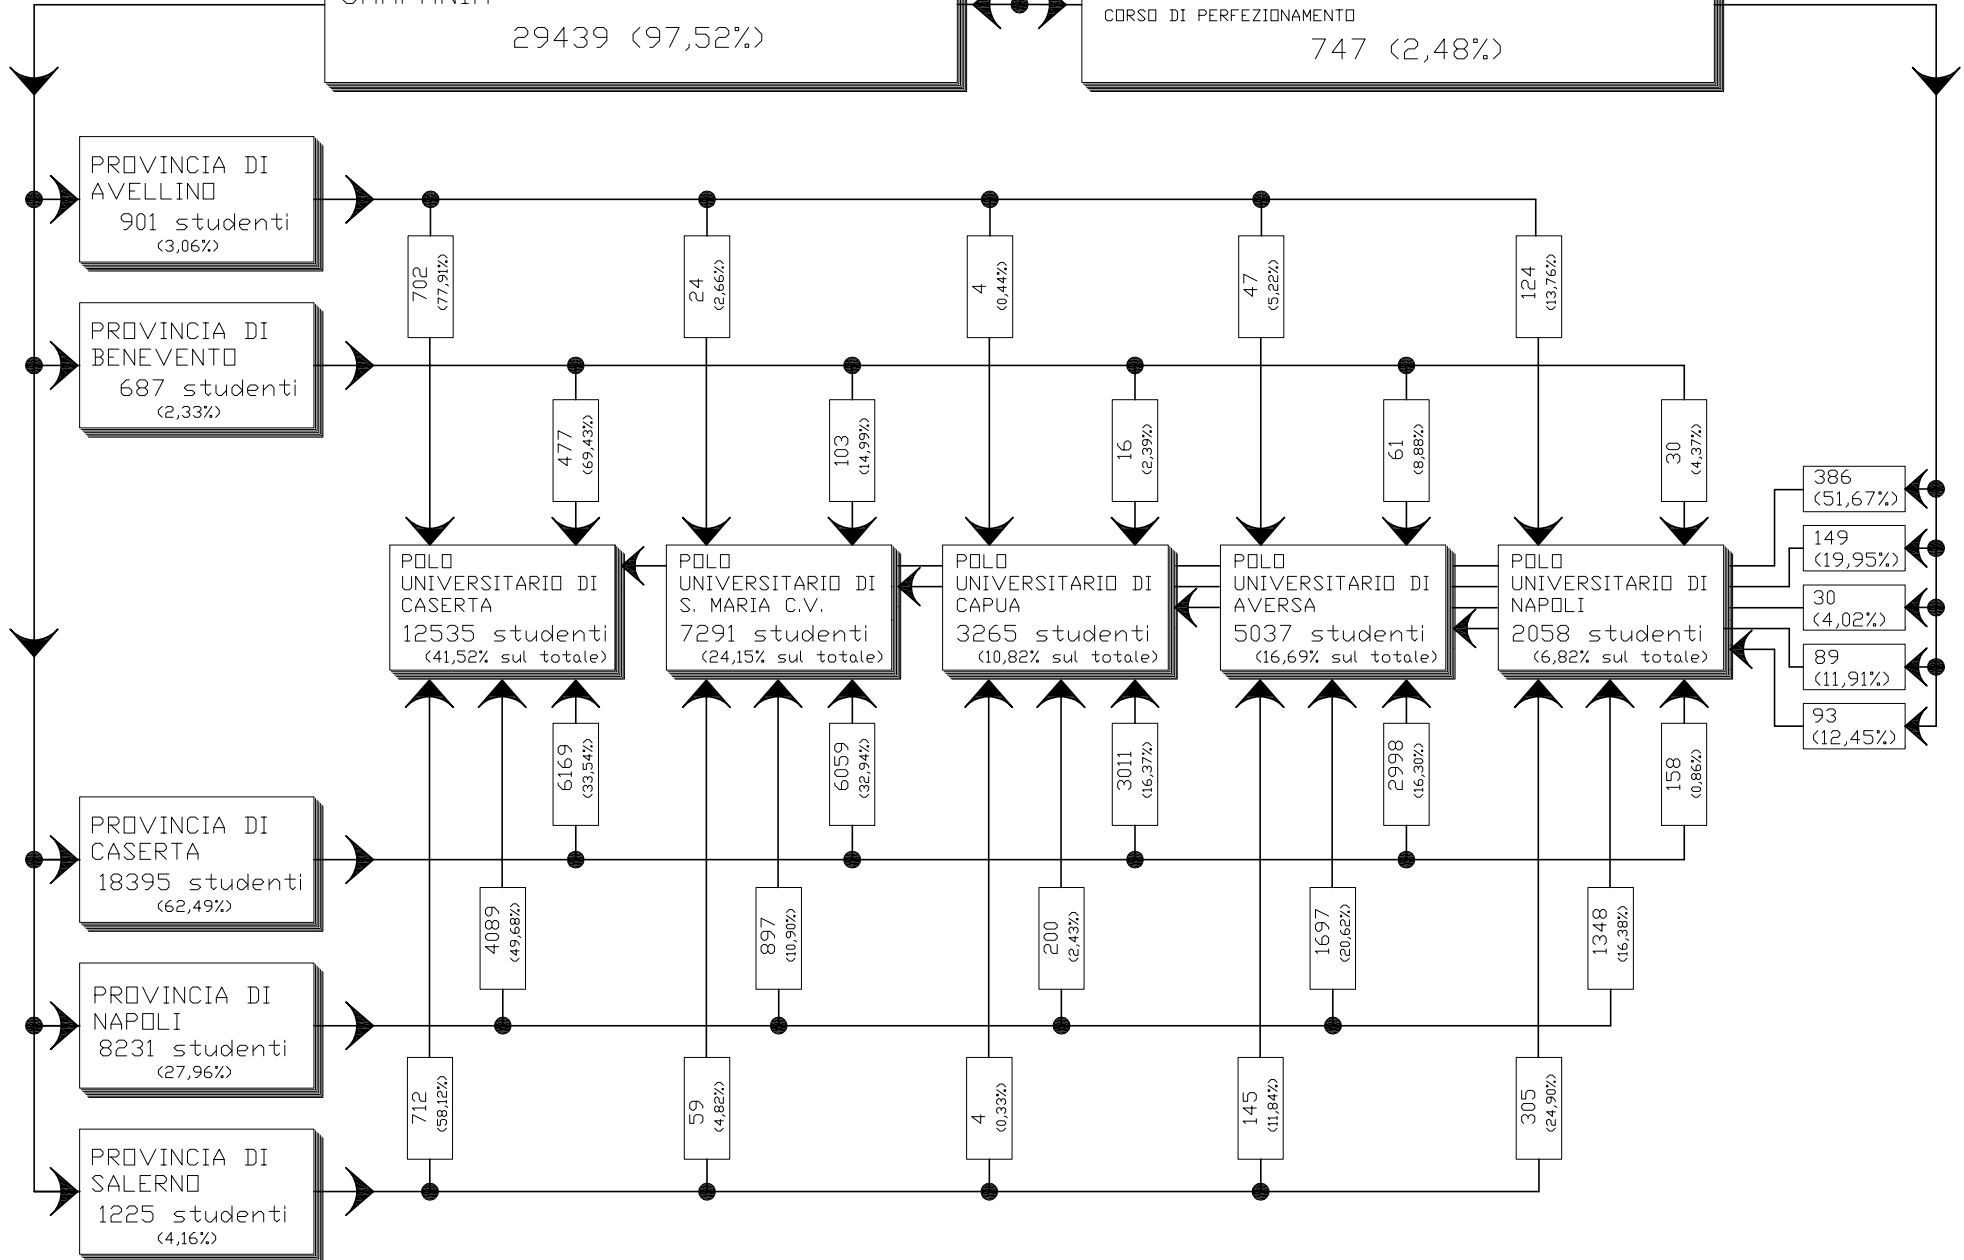 29439 (97,52%)
CORSO DI PERFEZIONAMENTO
747 (2,48%)
PROVINCIA DI
AVELLINO
901 studenti
(3,06%)
702
(77,91%)
24
(2,66%)
4
(0,44%)
47
(5,22%)
124
(13,76%)
PROVINCIA DI
BENEVENTO
687 studenti
(2,33%)
477
(69,43%)
103
(14,99%)
16
(2,39%)
61
(8,88%)
30
(4,37%)
POLO
UNIVERSITARIO DI
CASERTA
12535 studenti
(41,52% sul totale)
POLO
UNIVERSITARIO DI
S. MARIA C.V.
7291 studenti
(24,15% sul totale)
POLO
UNIVERSITARIO DI
CAPUA
3265 studenti
(10,82% sul totale)
POLO
UNIVERSITARIO DI
AVERSA
5037 studenti
(16,69% sul totale)
POLO
UNIVERSITARIO DI
NAPOLI
2058 studenti
(6,82% sul totale)
386
(51,67%)
149
(19,95%)
30
(4,02%)
89
(11,91%)
93
(12,45%)
PROVINCIA DI
CASERTA
18395 studenti
(62,49%)
6169
(33,54%)
6059
(32,94%)
3011
(16,37%)
2998
(16,30%)
158
(0,86%)
PROVINCIA DI
NAPOLI
8231 studenti
(27,96%)
4089
(49,68%)
897
(10,90%)
200
(2,43%)
1697
(20,62%)
1348
(16,38%)
PROVINCIA DI
SALERNO
1225 studenti
(4,16%)
712
(58,12%)
59
(4,82%)
4
(0,33%)
145
(11,84%)
305
(24,90%)